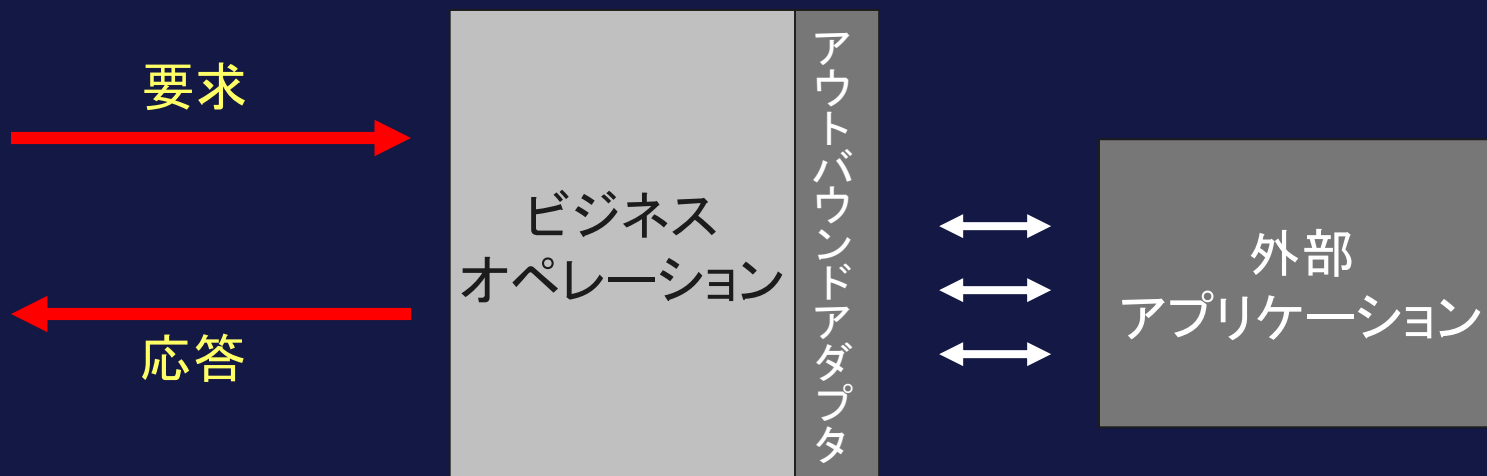 要求
応答
ビジネス
オペレーション
アウトバウンドアダプタ
外部
アプリケーション